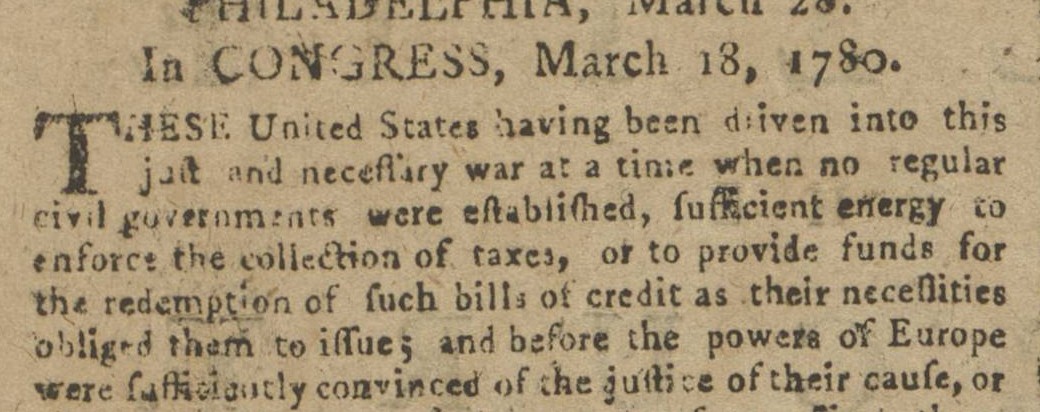 PHILADELPHIA, March 28.
In CONGRESS, March 18, 1780.
THESE United States having been driven into this
juſt and neceſſary war at a time when no regular
civil governments were eſtabliſhed, ſufficient energy to
enforce the collection of taxes, or to provide funds for
the redemption of ſuch bills of credit as their neceſſities
obliged them to iſſue; and before the powers of Europe
were ſufficiently convinced of the juſtice of their cauſe, or